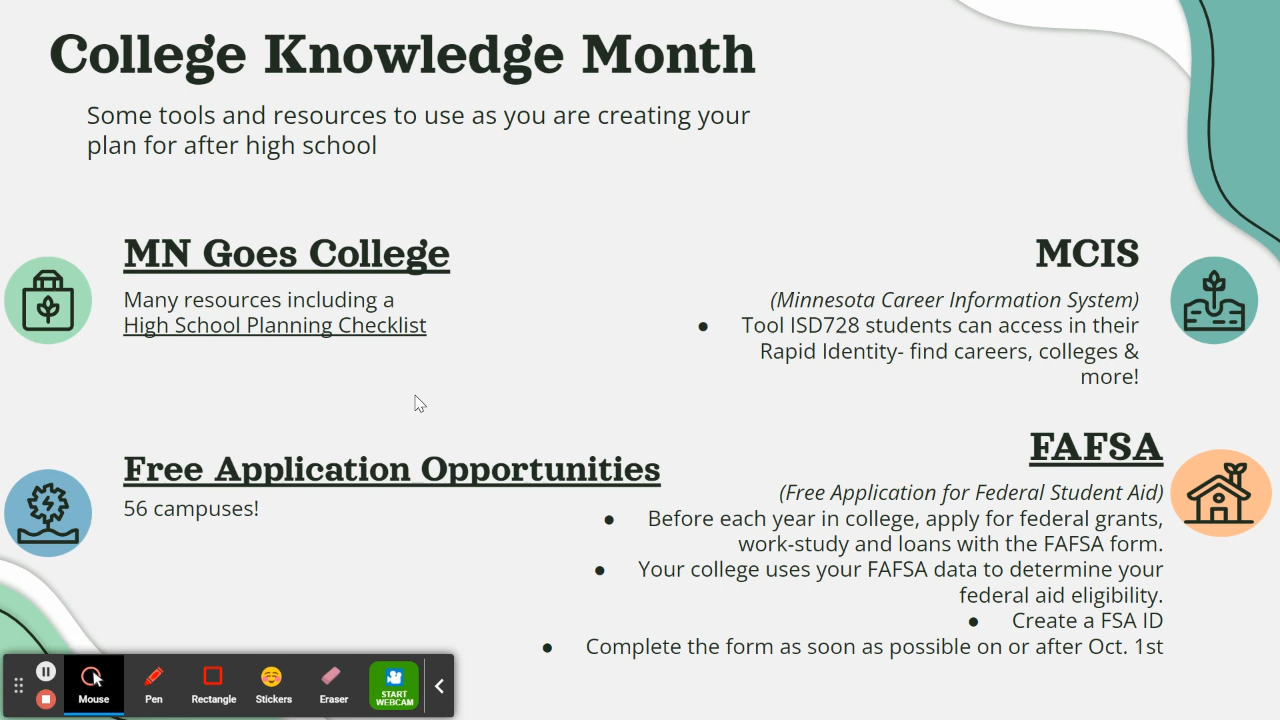 College Knowledge Month
Some tools and resources to use as you are creating your
plan for after high school
MN Goes College
Many resources including a
High School Planning Checklist
MCIS
(Minnesota Career Information System)
● Tool ISD728 students can access in their
Rapid Identity- find careers, colleges &
more!
Free Application Opportunities
56 campuses!
FAFSA
(Free Application for Federal Student Aid)
● Before each year in college, apply for federal grants,
work-study and loans with the FAFSA form.
● Your college uses your FAFSA data to determine your
federal aid eligibility.
● Create a FSA ID
● Complete the form as soon as possible on or after Oct. 1st
Mouse
Pen
Rectangle
Stickers
Eraser
START
WEBCAM